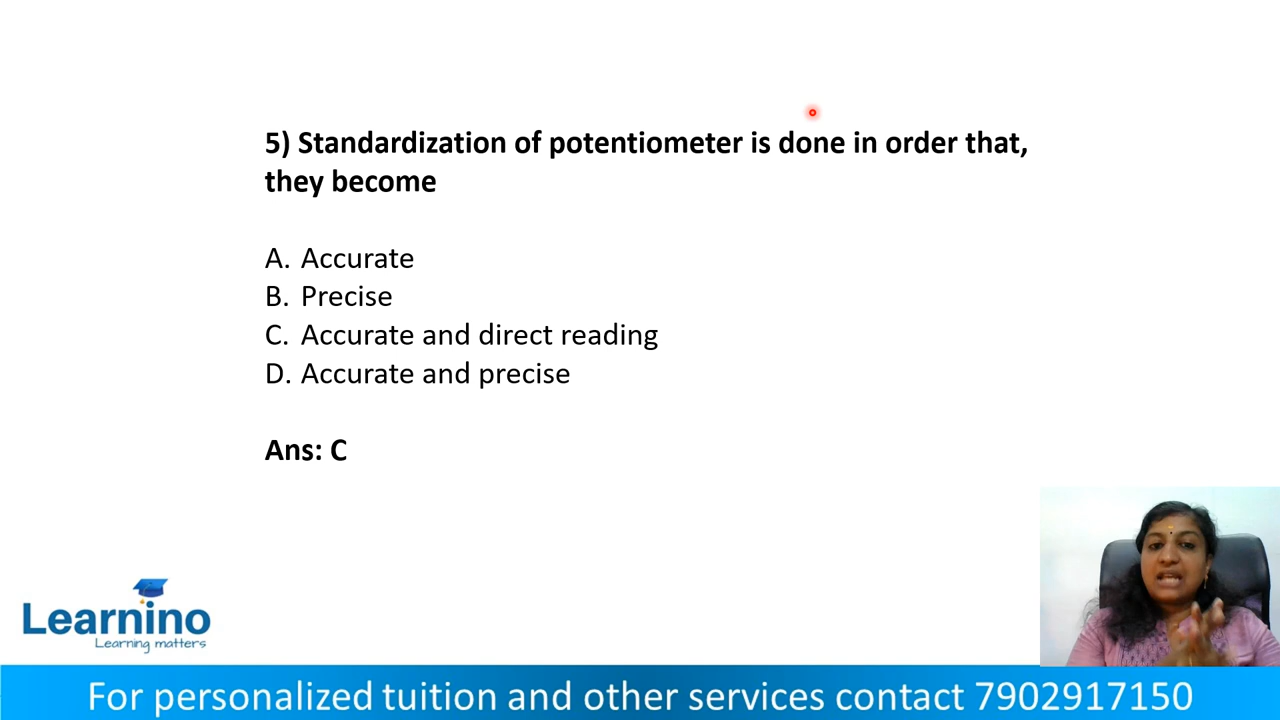 5) Standardization of potentiometer is done in order that,
they become
A. Accurate
B. Precise
C. Accurate and direct reading
D. Accurate and precise
Ans: C
Learnino
Learning matters
For personalized tuition and other services contact 7902917150